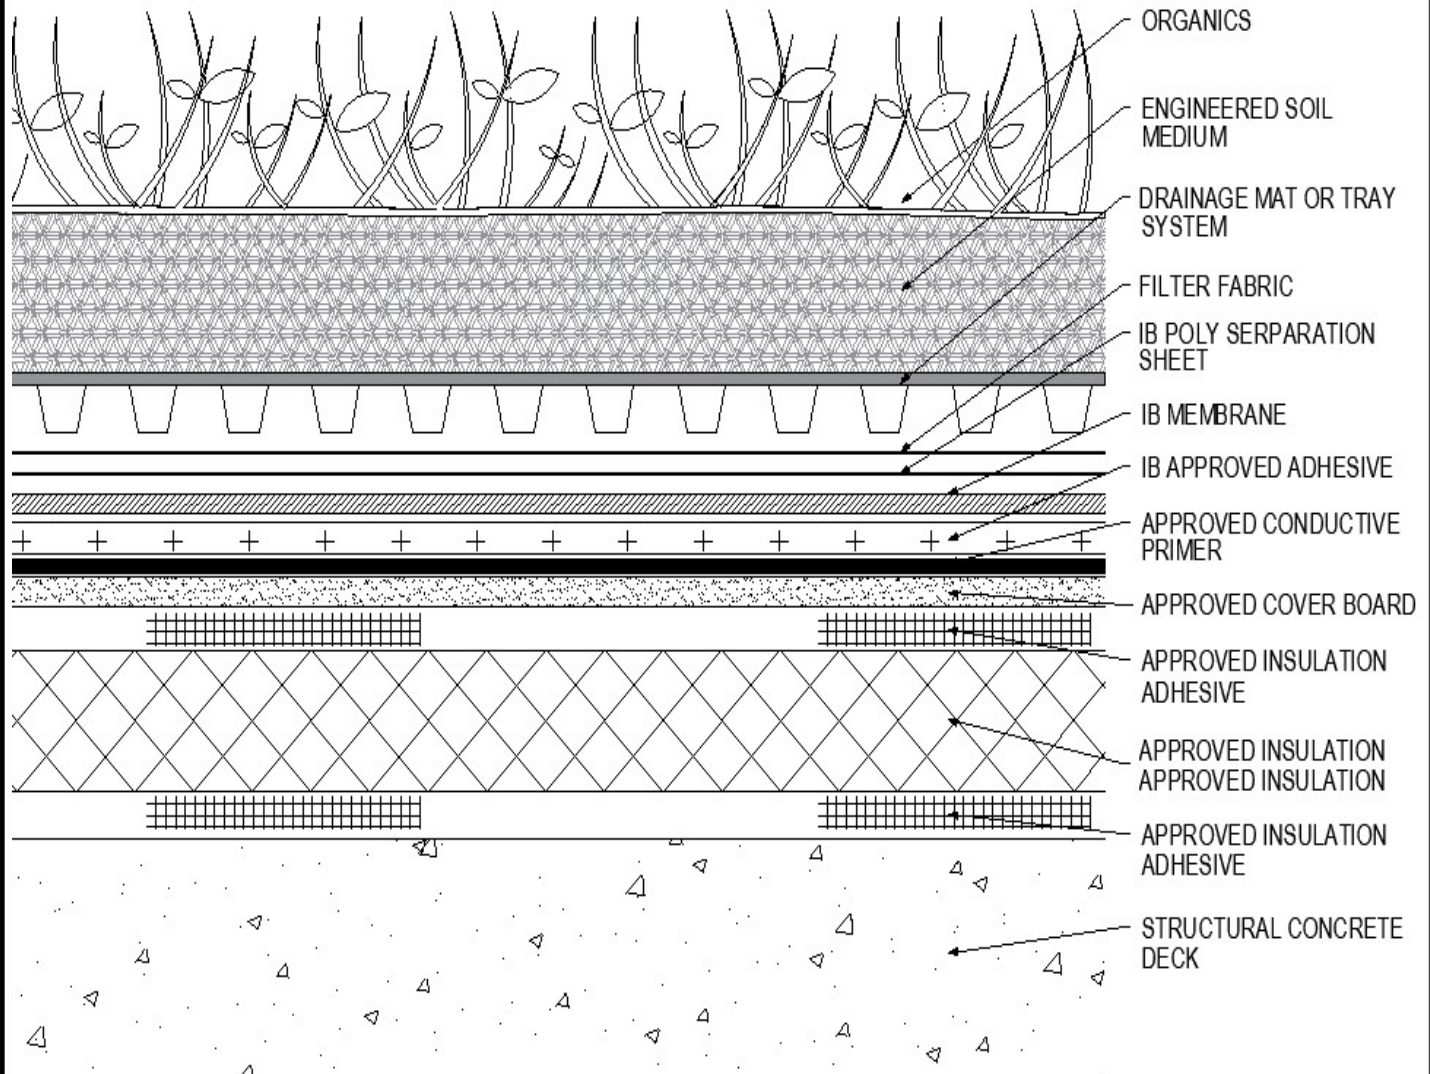 ORGANICS
ENGINEERED SOIL
MEDIUM
DRAINAGE MAT OR TRAY
SYSTEM
FILTER FABRIC
IB POLY SERPARATION
SHEET
IB MEMBRANE
IB APPROVED ADHESIVE
APPROVED CONDUCTIVE
PRIMER
APPROVED COVER BOARD
APPROVED INSULATION
ADHESIVE
APPROVED INSULATION
APPROVED INSULATION
APPROVED INSULATION
ADHESIVE
STRUCTURAL CONCRETE
DECK